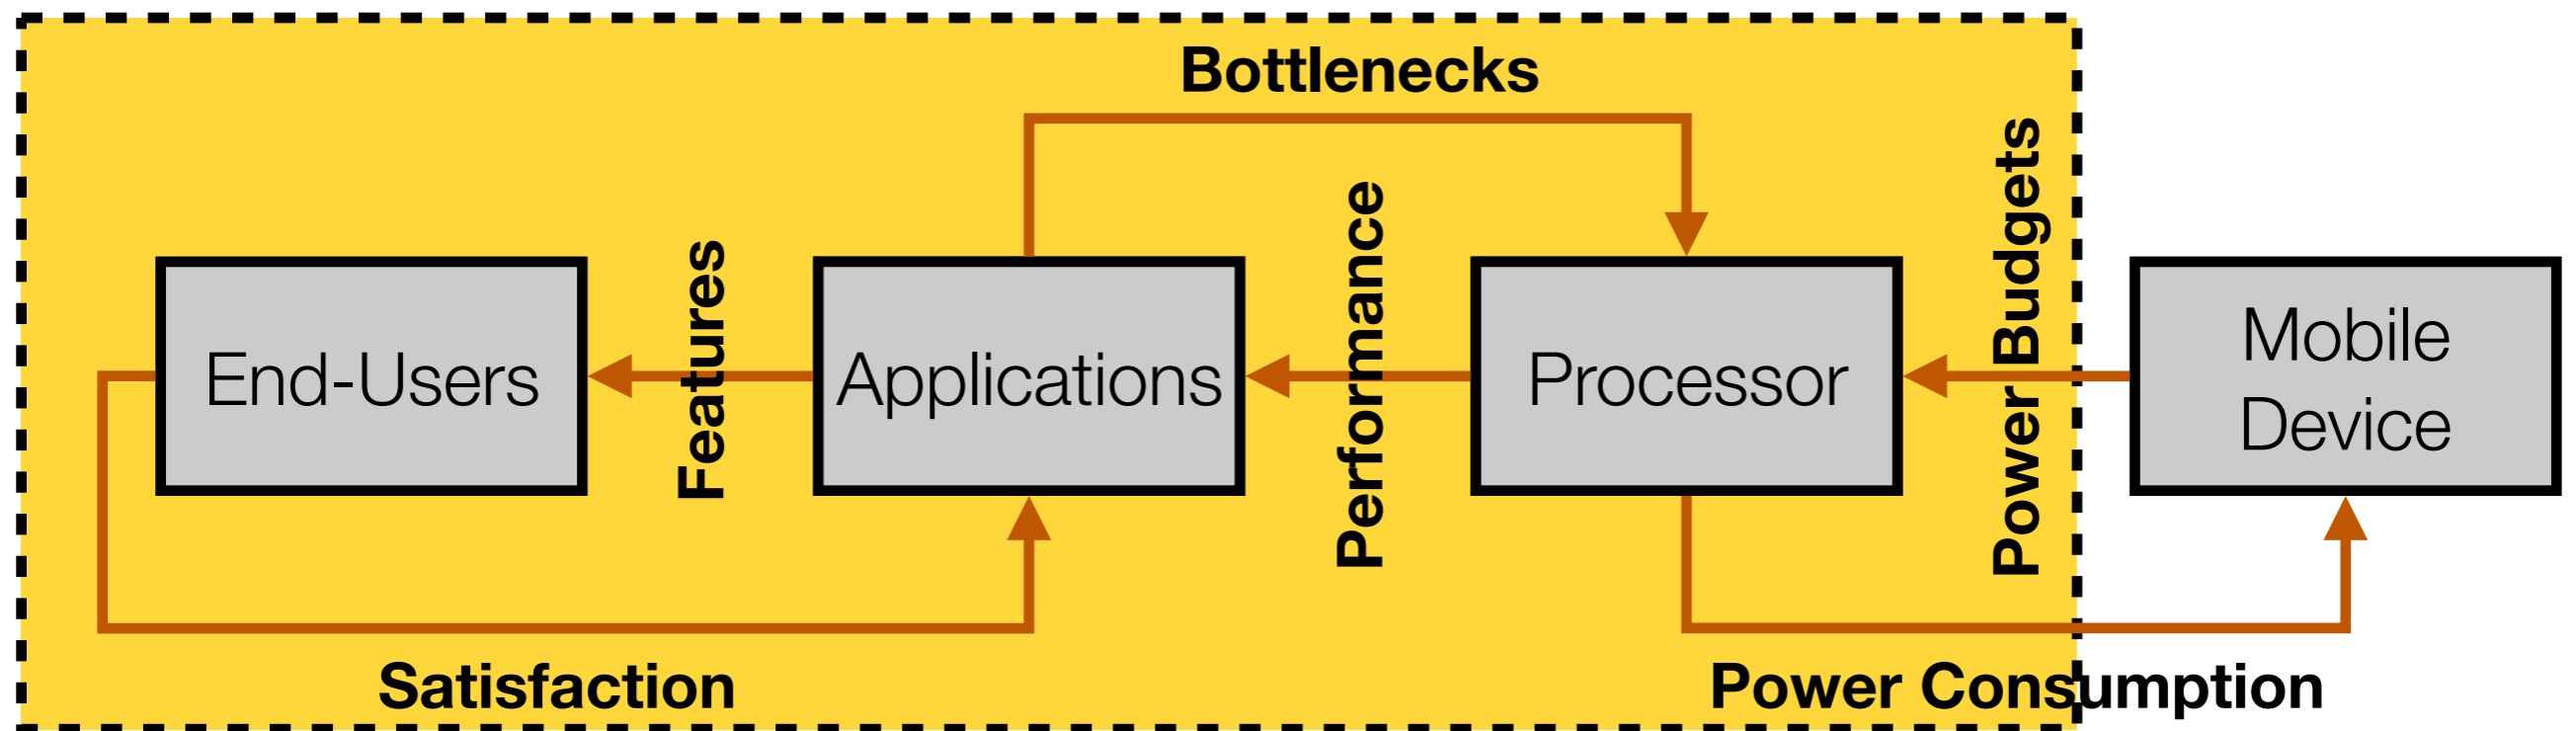 Bottlenecks
End-Users
Features
Applications
Performance
Processor
Power Budgets
Mobile
Device
Satisfaction
Power Consumption